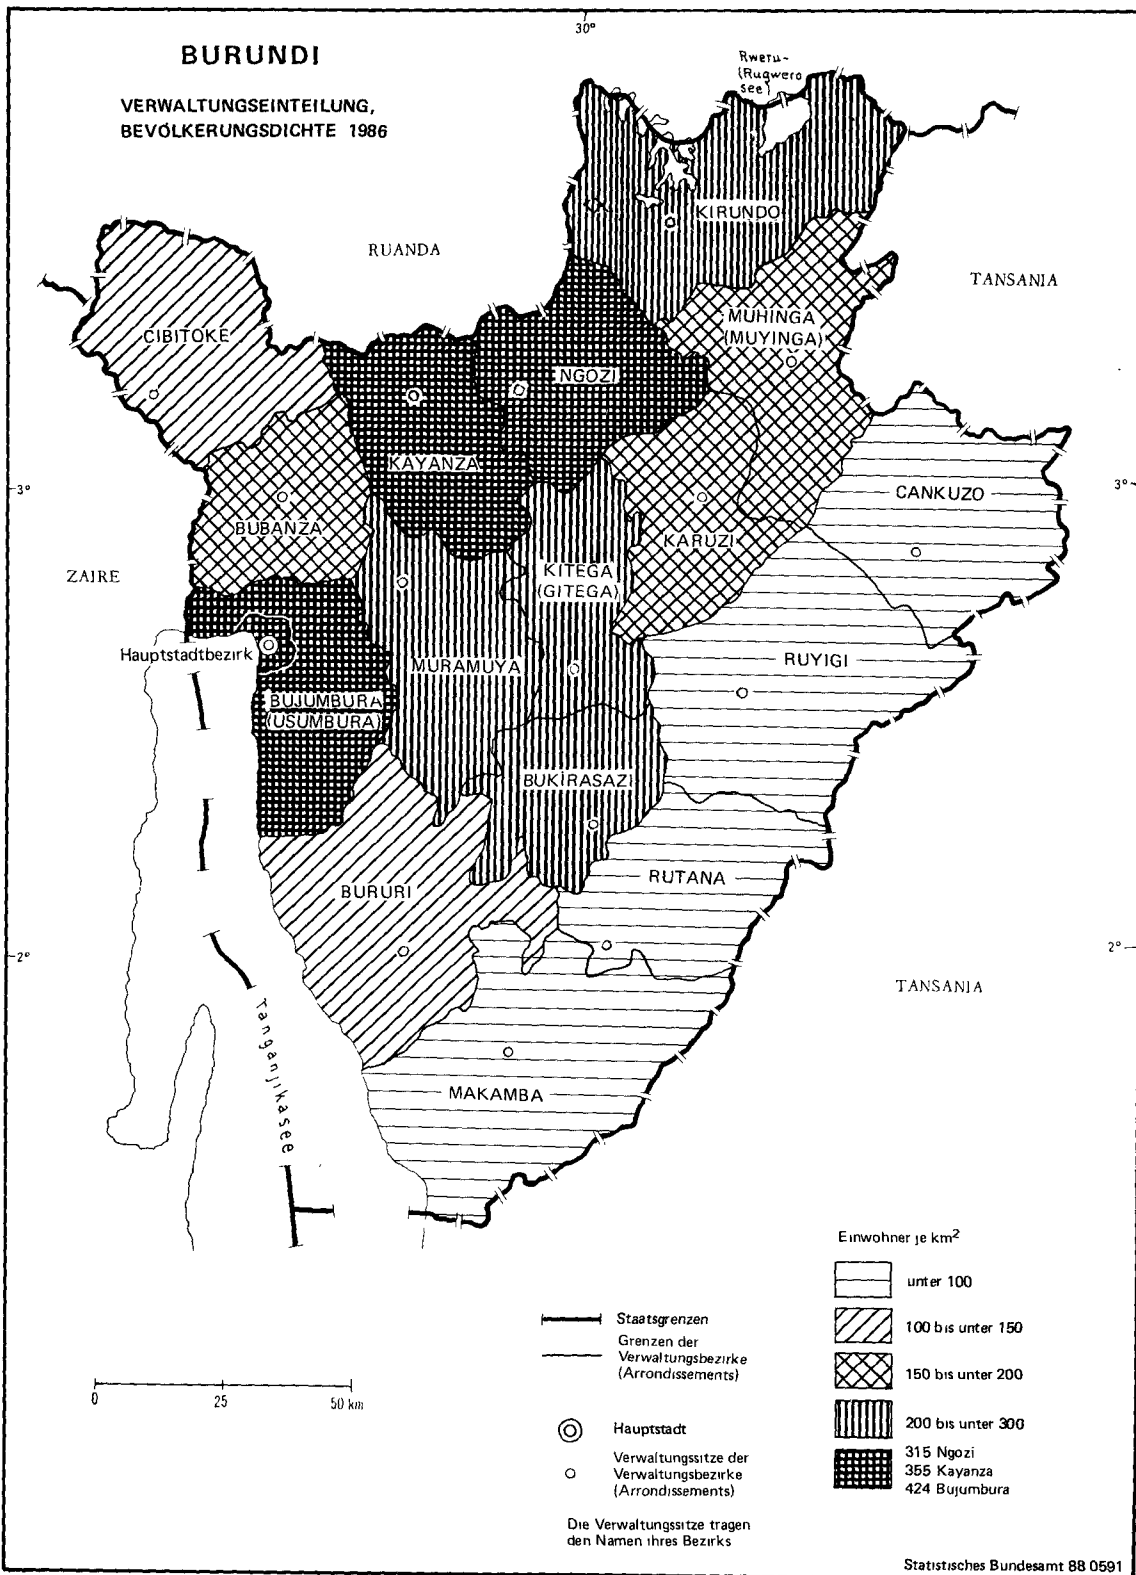 30°
BURUNDI
VERWALTUNGSEINTEILUNG,
BEVÖLKERUNGSDICHTE 1986
Rweru-
(Rugwero
see)
KIRUNDO
RUANDA
TANSANIA
MUHINGA
(MUYINGA)
CIBITOKE
NGOZI
KAYANZA
3°
3°
CANKUZO
BUBANZA
KARUZI
ZAIRE
KITEGA
(GITEGA)
Hauptstadtbezirk
MURAMUYA
RUYIGI
BUJUMBURA
(USUMBURA)
BUKIRASAZI
BURURI
RUTANA
2°
2°
TANSANIA
Tanganjikasee
MAKAMBA
Einwohner je km²
unter 100
100 bis unter 150
150 bis unter 200
200 bis unter 300
315 Ngozi
355 Kayanza
424 Bujumbura
Staatsgrenzen
Grenzen der
Verwaltungsbezirke
(Arrondissements)
0 25 50 km
Hauptstadt
Verwaltungssitze der
Verwaltungsbezirke
(Arrondissements)
Die Verwaltungssitze tragen
den Namen ihres Bezirks
Statistisches Bundesamt 88 0591